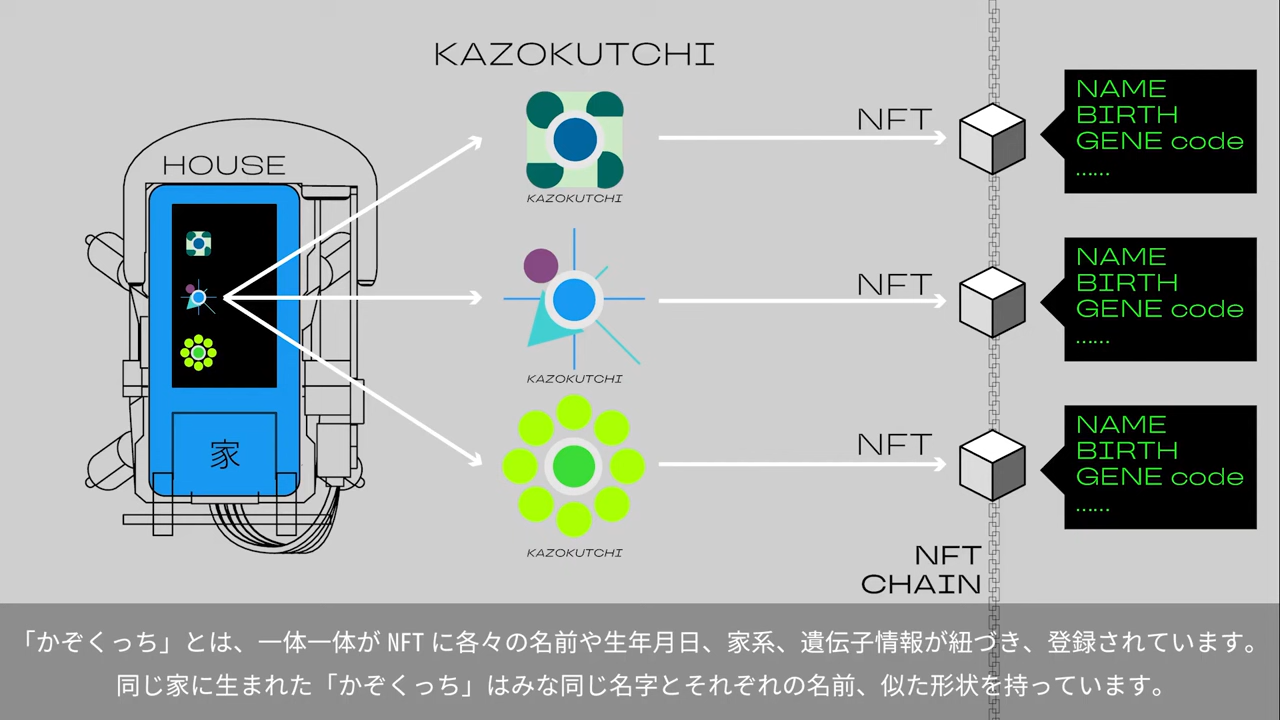 KAZOKUTCHI
HOUSE
家
KAZOKUTCHI
KAZOKUTCHI
KAZOKUTCHI
NFT
NFT
NFT
NAME
BIRTH
GENE code
......
NAME
BIRTH
GENE code
......
NAME
BIRTH
GENE code
......
NFT
CHAIN
「かぞくっち」とは、一体一体が NFT に各々の名前や生年月日、家系、遺伝子情報が紐づき、登録されています。
同じ家に生まれた「かぞくっち」はみな同じ名字とそれぞれの名前、似た形状を持っています。